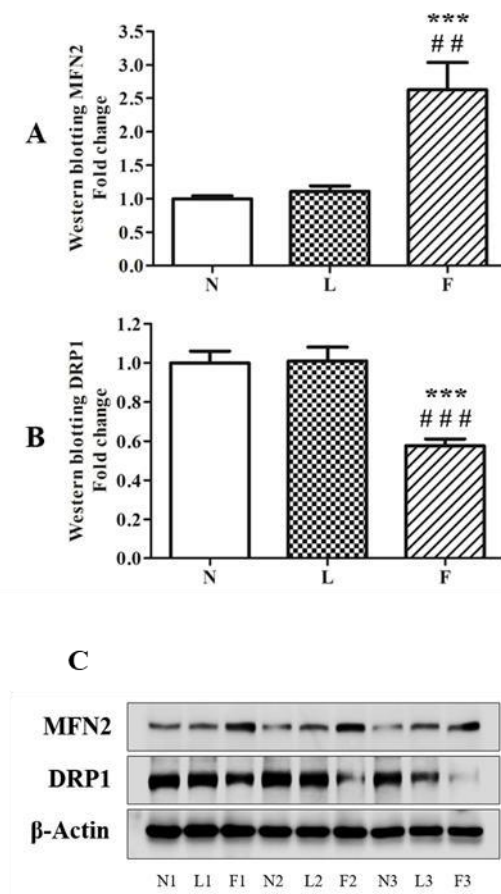 A
Western blotting MFN2
Fold change
3.5
3.0
2.5
2.0
1.5
1.0
0.5
0.0
***
##
N L F
B
Western blotting DRP1
Fold change
1.2
1.0
0.8
0.6
0.4
0.2
0.0
***
###
N L F
C
MFN2
DRP1
β-Actin
N1 L1 F1 N2 L2 F2 N3 L3 F3